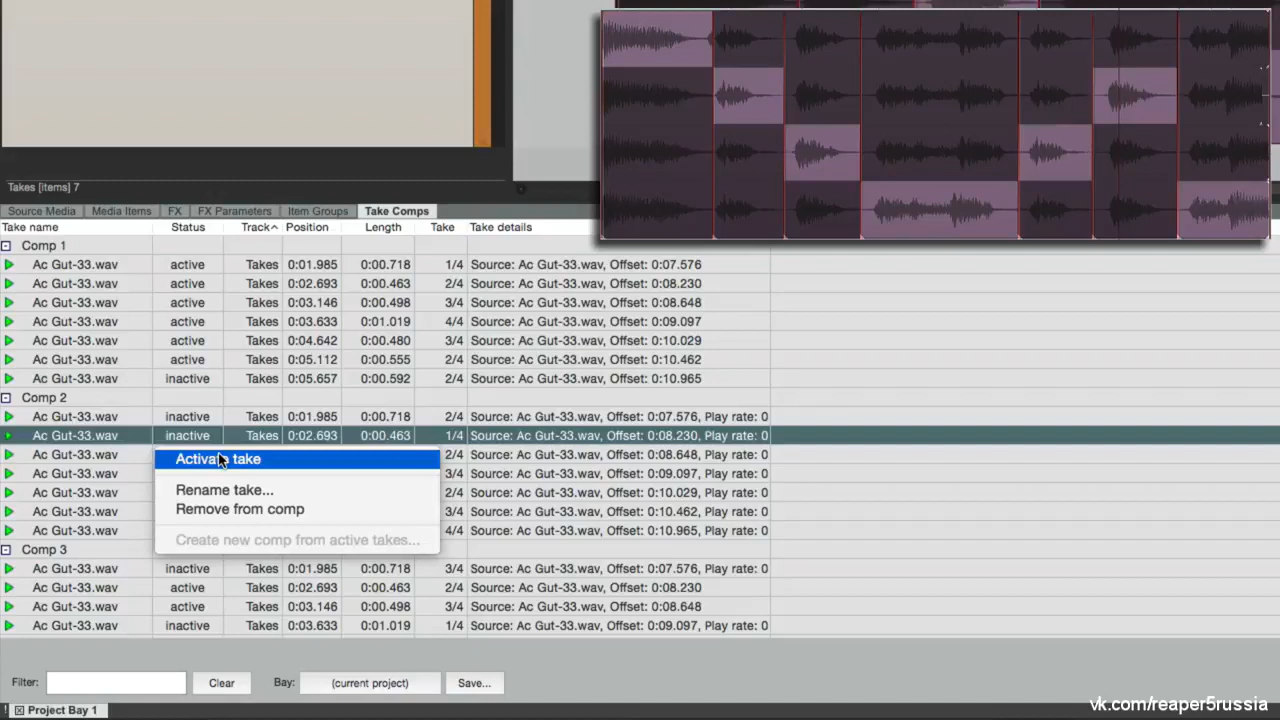 Takes [items] 7
Source Media Media Items FX FX Parameters Item Groups Take Comps
Take name Status Track Position Length Take Take details
Comp 1
Ac Gut-33.wav active Takes 0:01.985 0:00.718 1/4 Source: Ac Gut-33.wav, Offset: 0:07.576
Ac Gut-33.wav active Takes 0:02.693 0:00.463 2/4 Source: Ac Gut-33.wav, Offset: 0:08.230
Ac Gut-33.wav active Takes 0:03.146 0:00.498 3/4 Source: Ac Gut-33.wav, Offset: 0:08.648
Ac Gut-33.wav active Takes 0:03.633 0:01.019 4/4 Source: Ac Gut-33.wav, Offset: 0:09.097
Ac Gut-33.wav active Takes 0:04.642 0:00.480 3/4 Source: Ac Gut-33.wav, Offset: 0:10.029
Ac Gut-33.wav active Takes 0:05.112 0:00.555 2/4 Source: Ac Gut-33.wav, Offset: 0:10.462
Ac Gut-33.wav inactive Takes 0:05.657 0:00.592 2/4 Source: Ac Gut-33.wav, Offset: 0:10.965
Comp 2
Ac Gut-33.wav inactive Takes 0:01.985 0:00.718 2/4 Source: Ac Gut-33.wav, Offset: 0:07.576, Play rate: 0
Ac Gut-33.wav inactive Takes 0:02.693 0:00.463 1/4 Source: Ac Gut-33.wav, Offset: 0:08.230, Play rate: 0
Ac Gut-33.wav 2/4 Source: Ac Gut-33.wav, Offset: 0:08.648, Play rate: 0
Activate take
Ac Gut-33.wav 3/4 Source: Ac Gut-33.wav, Offset: 0:09.097, Play rate: 0
Rename take...
Ac Gut-33.wav 2/4 Source: Ac Gut-33.wav, Offset: 0:10.029, Play rate: 0
Remove from comp
Ac Gut-33.wav 3/4 Source: Ac Gut-33.wav, Offset: 0:10.462, Play rate: 0
Ac Gut-33.wav 4/4 Source: Ac Gut-33.wav, Offset: 0:10.965, Play rate: 0
Create new comp from active takes...
Comp 3
Ac Gut-33.wav inactive Takes 0:01.985 0:00.718 3/4 Source: Ac Gut-33.wav, Offset: 0:07.576, Play rate: 0
Ac Gut-33.wav active Takes 0:02.693 0:00.463 2/4 Source: Ac Gut-33.wav, Offset: 0:08.230
Ac Gut-33.wav active Takes 0:03.146 0:00.498 3/4 Source: Ac Gut-33.wav, Offset: 0:08.648
Ac Gut-33.wav inactive Takes 0:03.633 0:01.019 1/4 Source: Ac Gut-33.wav, Offset: 0:09.097, Play rate: 0
Filter: Clear Bay: (current project) Save...
! Project Bay 1
vk.com/reaper5russia